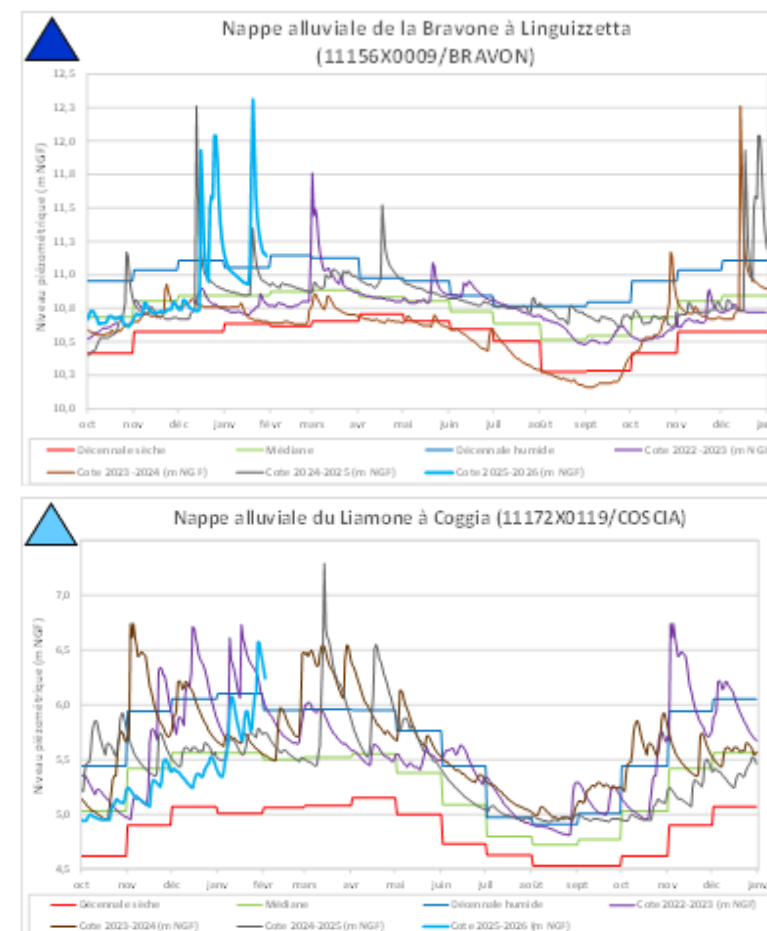 Nappe alluviale de la Bravone à Linguizzetta
(11156X0009/BRAVON)
Niveau piézométrique (m NGF)
12,5
12,3
12,0
11,8
11,5
11,3
11,0
10,8
10,5
10,3
10,0
oct nov déc janv févr mars avr mai juin juil août sept oct nov déc janv
Décennale sèche Médiane Décennale humide Cote 2022-2023 (m NGF)
Cote 2023-2024 (m NGF) Cote 2024-2025 (m NGF) Cote 2025-2026 (m NGF)
Nappe alluviale du Liamone à Coggia (11172X0119/COSCIA)
Niveau piézométrique (m NGF)
7,0
6,5
6,0
5,5
5,0
4,5
oct nov déc janv févr mars avr mai juin juil août sept oct nov déc janv
Décennale sèche Médiane Décennale humide Cote 2022-2023 (m NGF)
Cote 2023-2024 (m NGF) Cote 2024-2025 (m NGF) Cote 2025-2026 (m NGF)